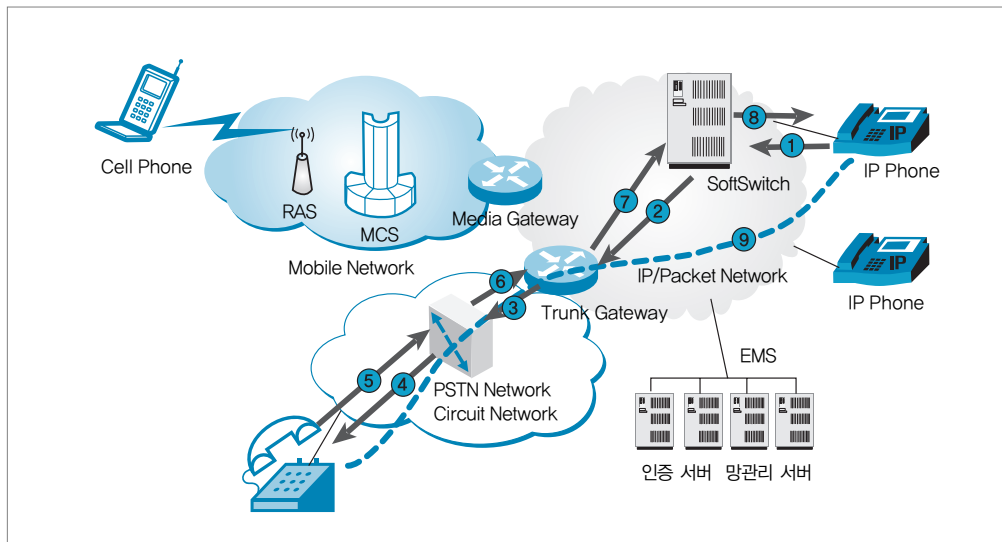 Cell Phone
RAS
MCS
Mobile Network
Media Gateway
SoftSwitch
8
1
IP
IP Phone
7
2
9
IP/Packet Network
IP
IP Phone
6
3
Trunk Gateway
5
4
PSTN Network
Circuit Network
EMS
인증 서버
망관리 서버